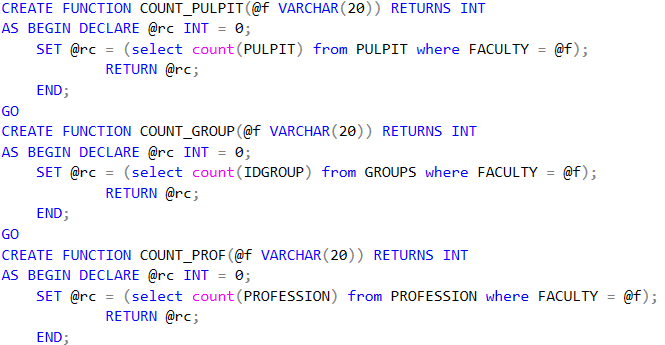 CREATE FUNCTION COUNT_PULPIT(@f VARCHAR(20)) RETURNS INT
AS BEGIN DECLARE @rc INT = 0;
SET @rc = (select count(PULPIT) from PULPIT where FACULTY = @f);
RETURN @rc;
END;
GO
CREATE FUNCTION COUNT_GROUP(@f VARCHAR(20)) RETURNS INT
AS BEGIN DECLARE @rc INT = 0;
SET @rc = (select count(IDGROUP) from GROUPS where FACULTY = @f);
RETURN @rc;
END;
GO
CREATE FUNCTION COUNT_PROF(@f VARCHAR(20)) RETURNS INT
AS BEGIN DECLARE @rc INT = 0;
SET @rc = (select count(PROFESSION) from PROFESSION where FACULTY = @f);
RETURN @rc;
END;